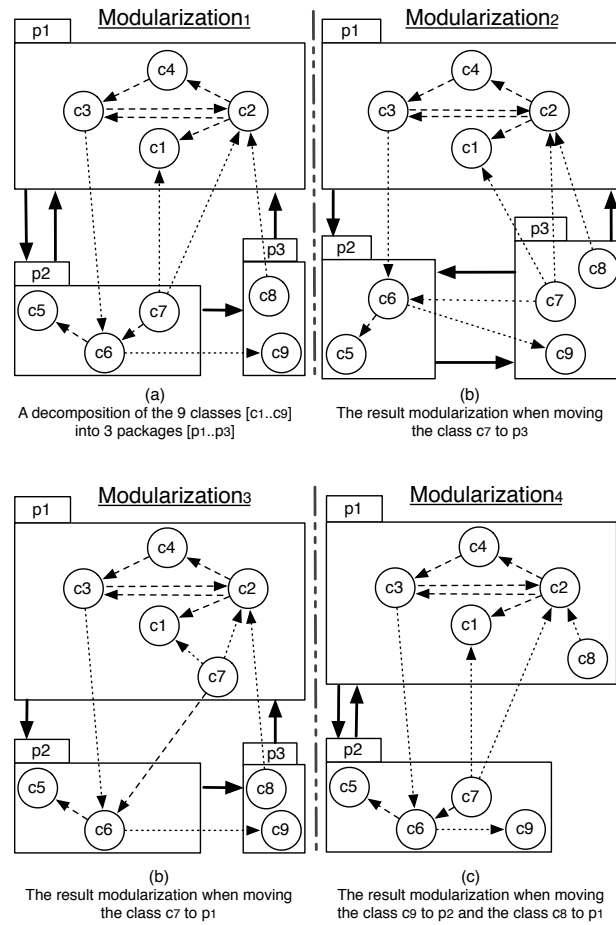 Modularization1
p1
c4
c3
c2
c1
p2
p3
c5
c7
c8
c6
c9
(a)
A decomposition of the 9 classes [c1..c9]
into 3 packages [p1..p3]
Modularization2
p1
c4
c3
c2
c1
p2
p3
c8
c6
c7
c5
c9
(b)
The result modularization when moving
the class c7 to p3
Modularization3
p1
c4
c3
c2
c1
c7
p2
p3
c5
c8
c6
c9
(b)
The result modularization when moving
the class c7 to p1
Modularization4
p1
c4
c3
c2
c1
c8
p2
c5
c7
c6
c9
(c)
The result modularization when moving
the class c9 to p2 and the class c8 to p1